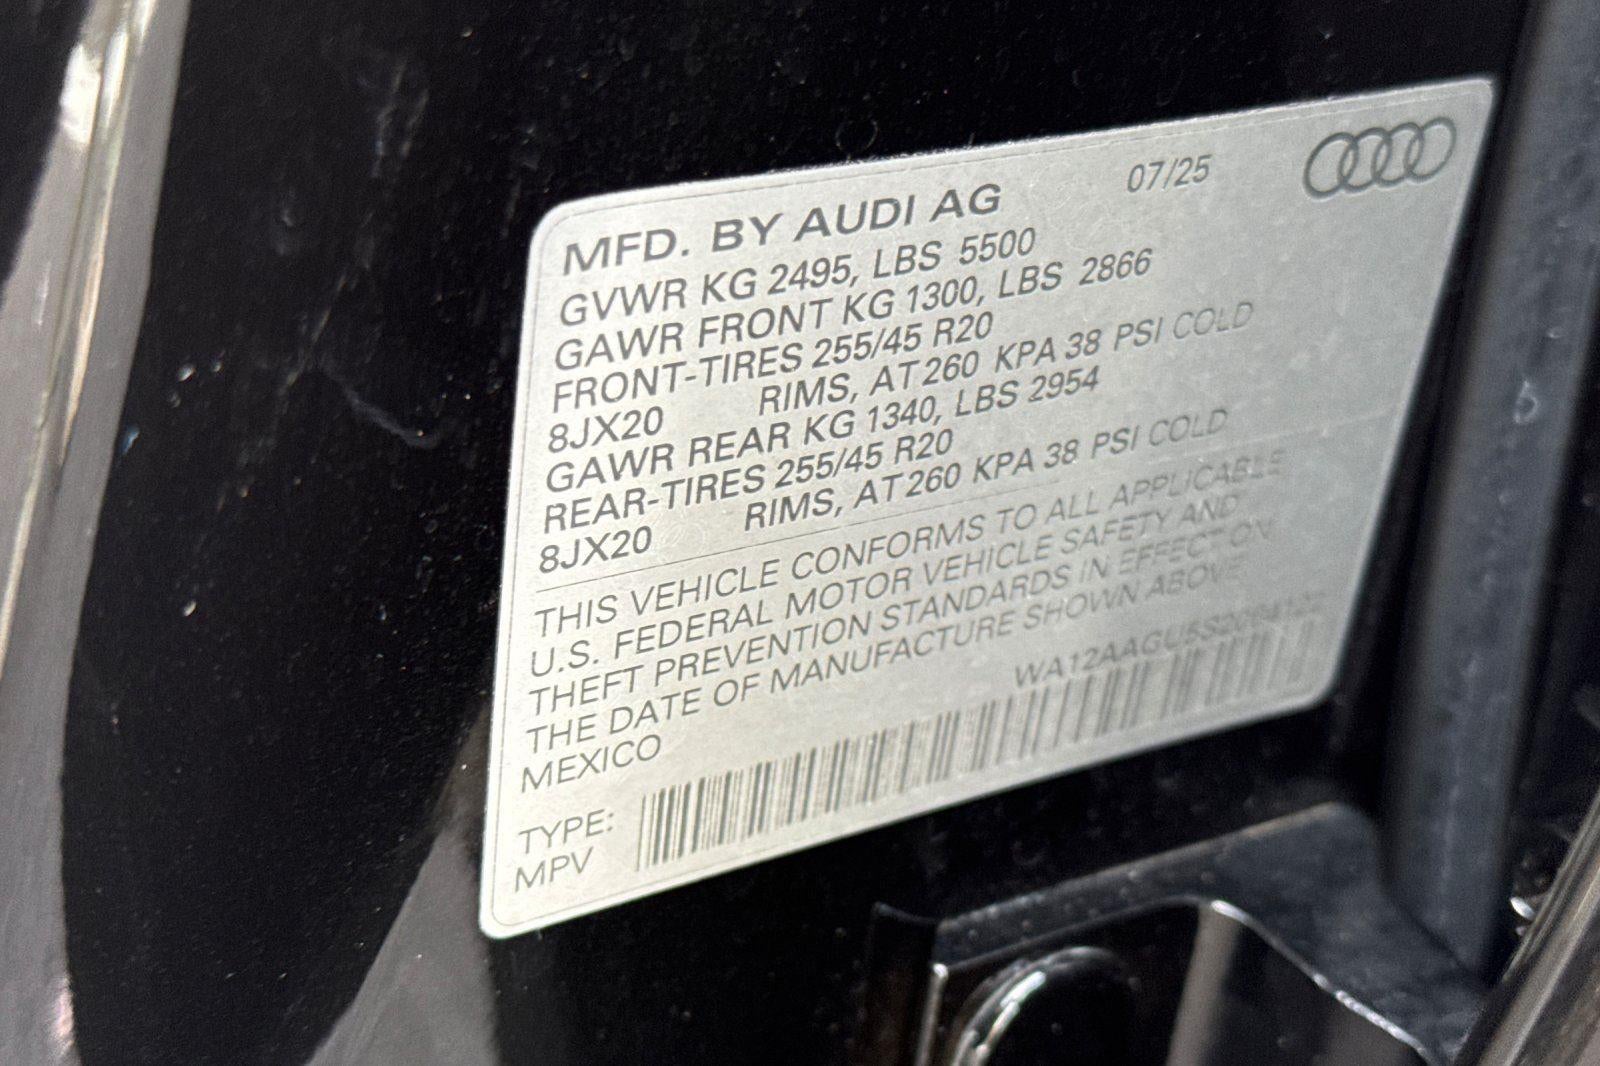 MFD. BY AUDI AG 07/25
GVWR KG 2495, LBS 5500
GAWR FRONT KG 1300, LBS 2866
FRONT-TIRES 255/45 R20
8JX20 RIMS, AT 260 KPA 38 PSI COLD
GAWR REAR KG 1340, LBS 2954
REAR-TIRES 255/45 R20
8JX20 RIMS, AT 260 KPA 38 PSI COLD
THIS VEHICLE CONFORMS TO ALL APPLICABLE
U.S. FEDERAL MOTOR VEHICLE SAFETY AND
THEFT PREVENTION STANDARDS IN EFFECT ON
THE DATE OF MANUFACTURE SHOWN ABOVE
MEXICO
TYPE:
MPV